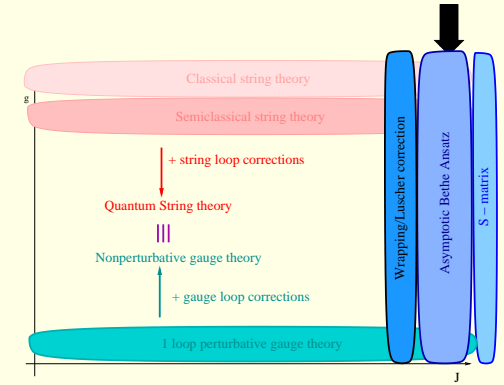 Classical string theory
g
Semiclassical string theory
+ string loop corrections
Quantum String theory
Nonperturbative gauge theory
+ gauge loop corrections
1 loop perturbative gauge theory
J
Wrapping/Luscher correction
Asymptotic Bethe Ansatz
S – matrix